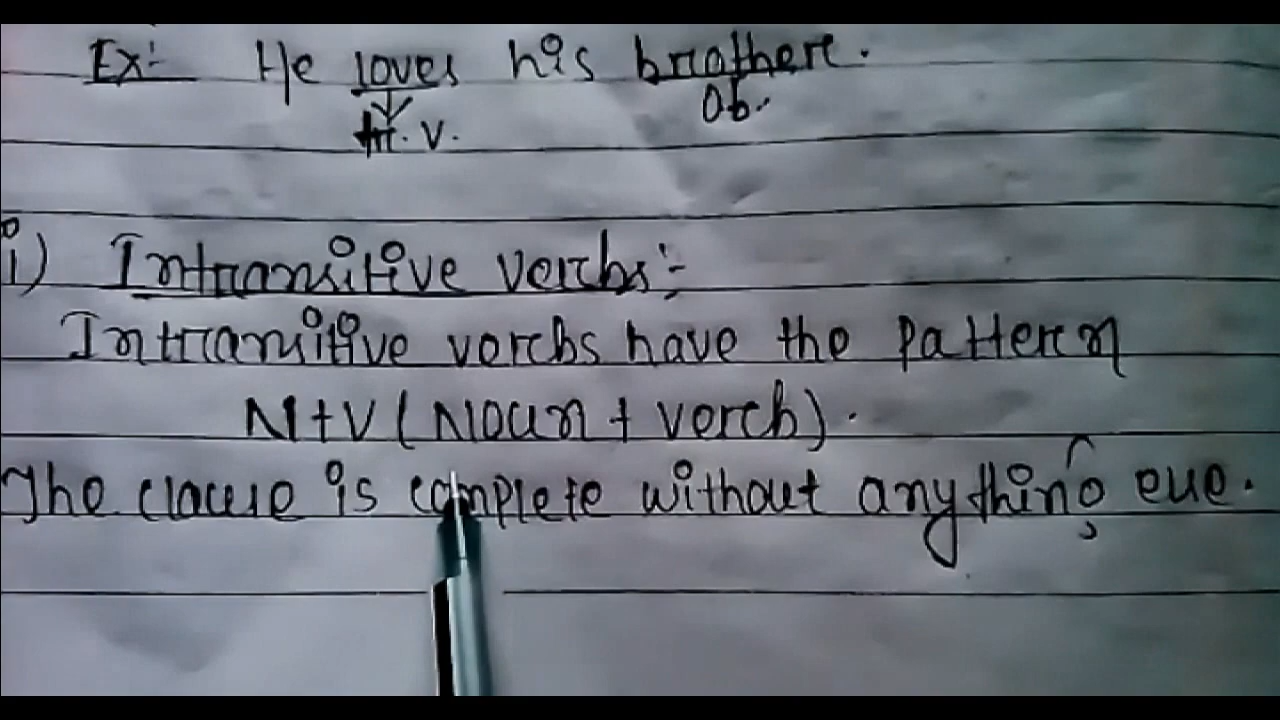 Ex:- He loves his brother.
tr. v. Ob.
i) Intransitive verbs:-
Intransitive verbs have the pattern
N+V (Noun + verb).
The clause is complete without anything else.